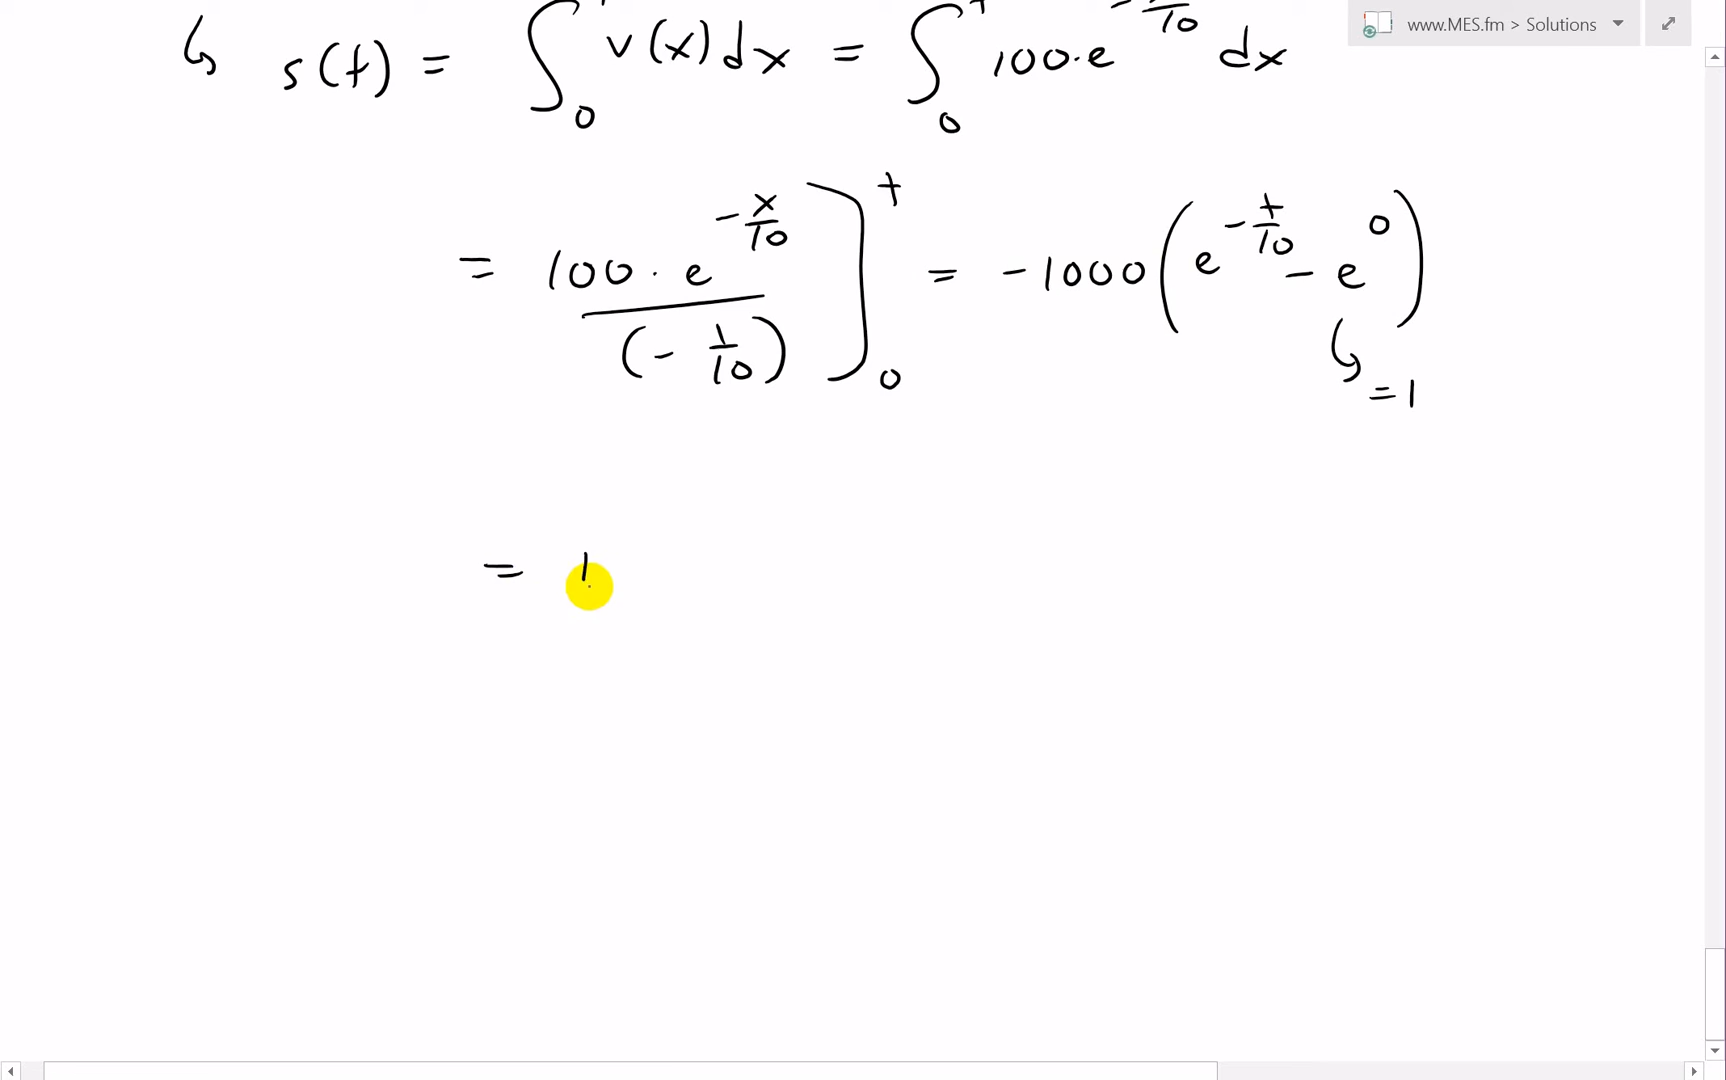 www.MES.fm > Solutions
↳ s(t) = ∫₀ᵗ v(x)dx = ∫₀ᵗ 100·e^(-x/10) dx
= 100·e^(-x/10) / (-1/10) ]₀ᵗ = -1000(e^(-t/10) - e^0)
↳ =1
= 1